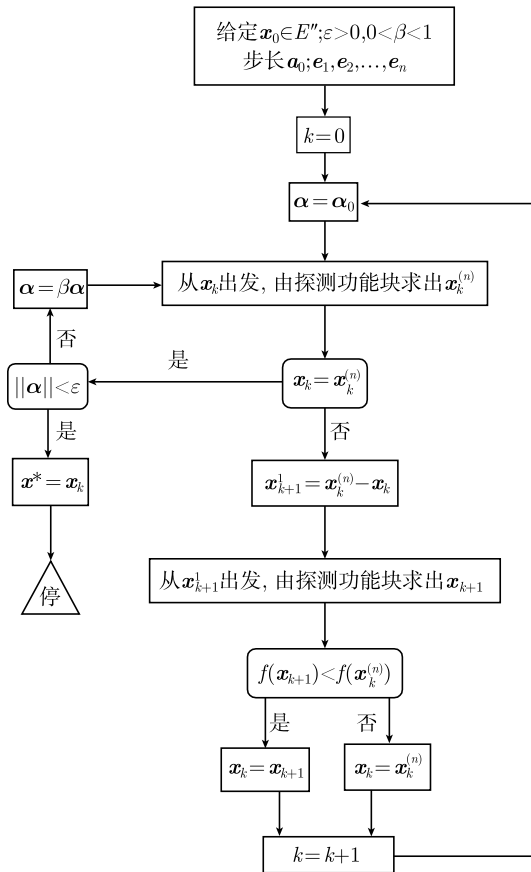 给定x₀∈E″;ε>0,0<β<1
步长a₀;e₁,e₂,…,eₙ
k=0
α=α₀
从xₖ出发, 由探测功能块求出xₖ⁽ⁿ⁾
α=βα
否
是
xₖ=xₖ⁽ⁿ⁾
||α||<ε
是
否
x*=xₖ
x¹ₖ₊₁=xₖ⁽ⁿ⁾−xₖ
停
从x¹ₖ₊₁出发, 由探测功能块求出xₖ₊₁
f(xₖ₊₁)<f(xₖ⁽ⁿ⁾)
是
否
xₖ=xₖ₊₁
xₖ=xₖ⁽ⁿ⁾
k=k+1